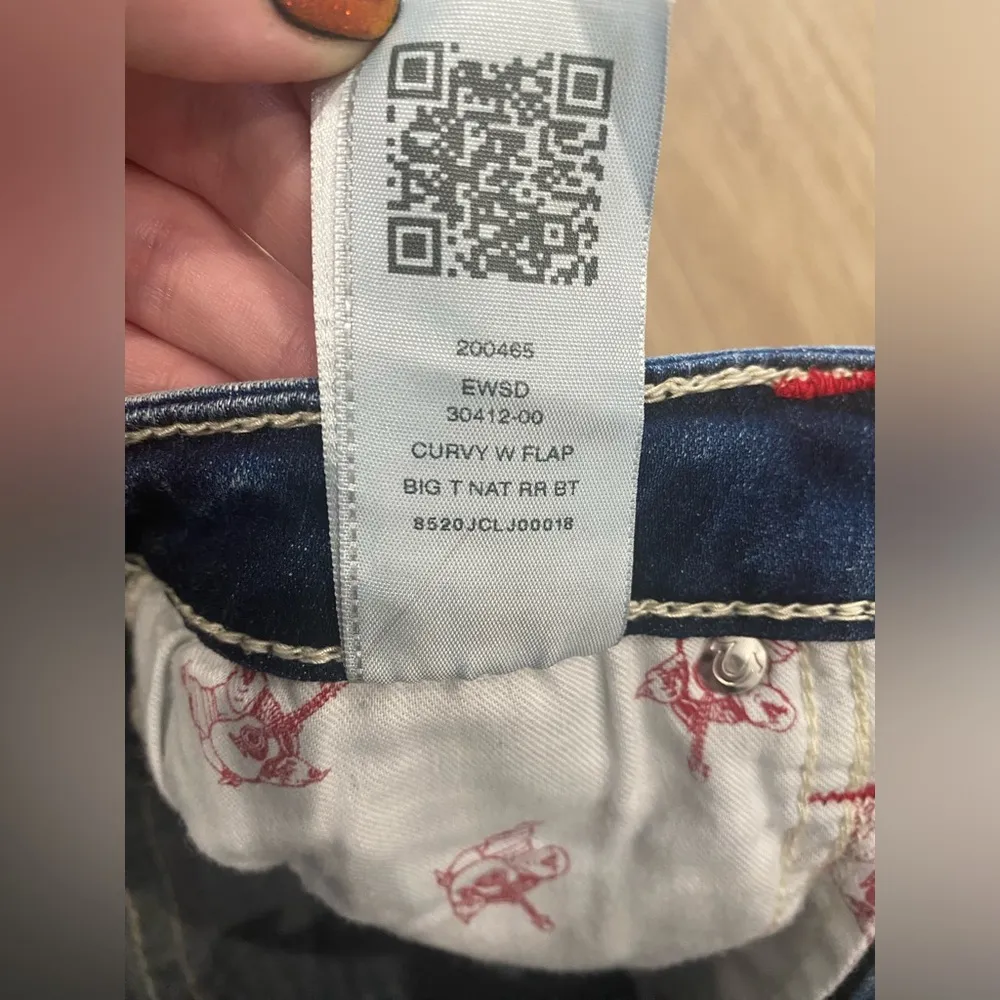 200465
EWSD
30412-00
CURVY W FLAP
BIG T NAT RR BT
8520JCLJ00018